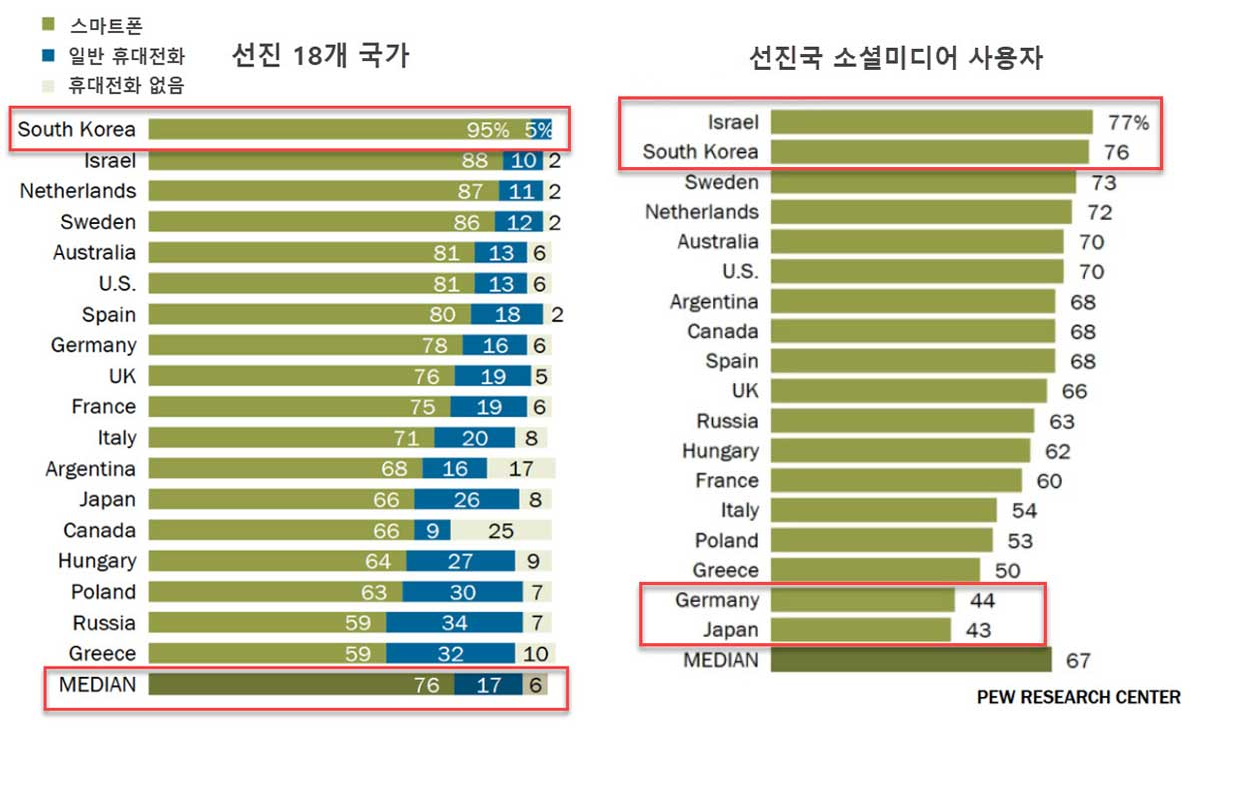 스마트폰
일반 휴대전화
휴대전화 없음
선진 18개 국가
South Korea 95% 5%
Israel 88 10 2
Netherlands 87 11 2
Sweden 86 12 2
Australia 81 13 6
U.S. 81 13 6
Spain 80 18 2
Germany 78 16 6
UK 76 19 5
France 75 19 6
Italy 71 20 8
Argentina 68 16 17
Japan 66 26 8
Canada 66 9 25
Hungary 64 27 9
Poland 63 30 7
Russia 59 34 7
Greece 59 32 10
MEDIAN 76 17 6
선진국 소셜미디어 사용자
Israel 77%
South Korea 76
Sweden 73
Netherlands 72
Australia 70
U.S. 70
Argentina 68
Canada 68
Spain 68
UK 66
Russia 63
Hungary 62
France 60
Italy 54
Poland 53
Greece 50
Germany 44
Japan 43
MEDIAN 67
PEW RESEARCH CENTER